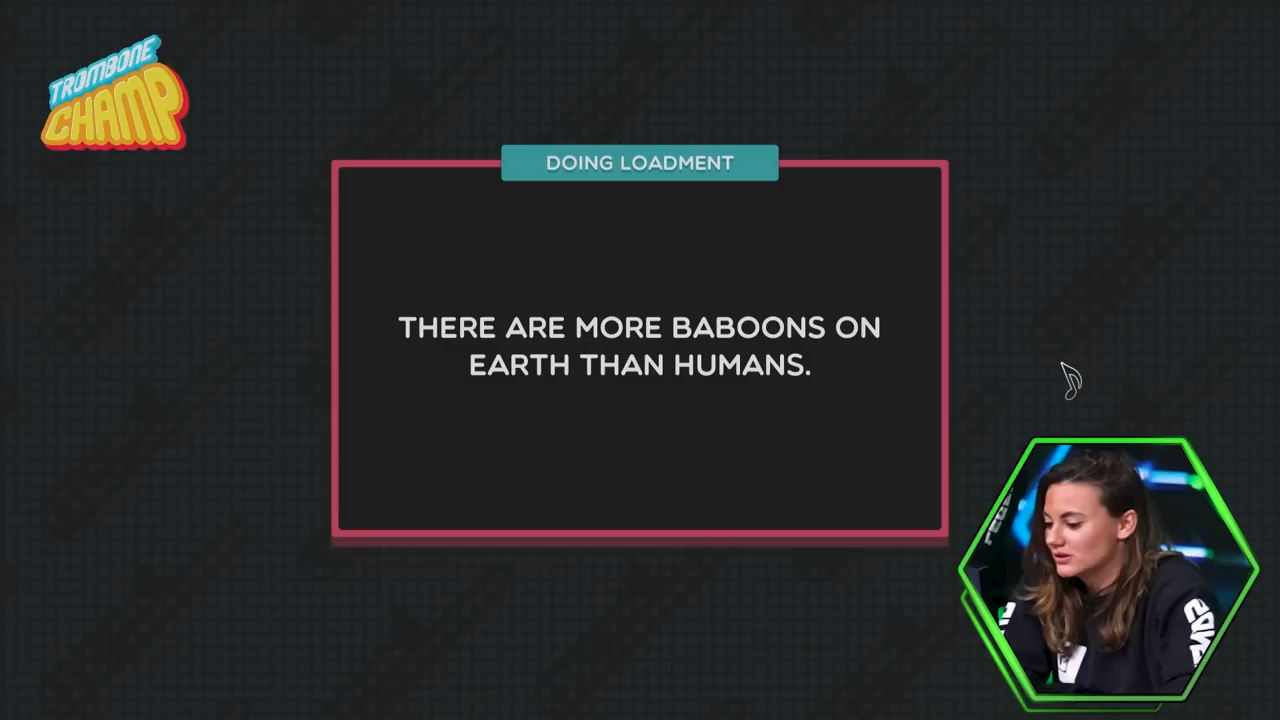 TROMBONE
CHAMP
DOING LOADMENT
THERE ARE MORE BABOONS ON
EARTH THAN HUMANS.